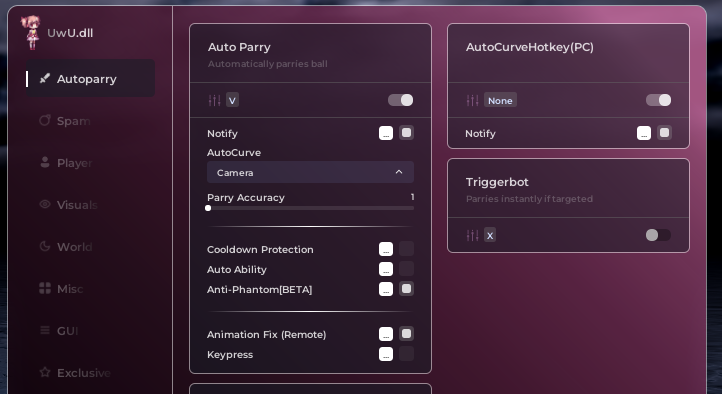 UwU.dll
Autoparry
Spam
Player
Visuals
World
Misc
GUI
Exclusive
Auto Parry
Automatically parries ball
V
Notify
...
AutoCurve
Camera
Parry Accuracy 1
Cooldown Protection ...
Auto Ability ...
Anti-Phantom[BETA] ...
Animation Fix (Remote) ...
Keypress ...
AutoCurveHotkey(PC)
None
Notify ...
Triggerbot
Parries instantly if targeted
X